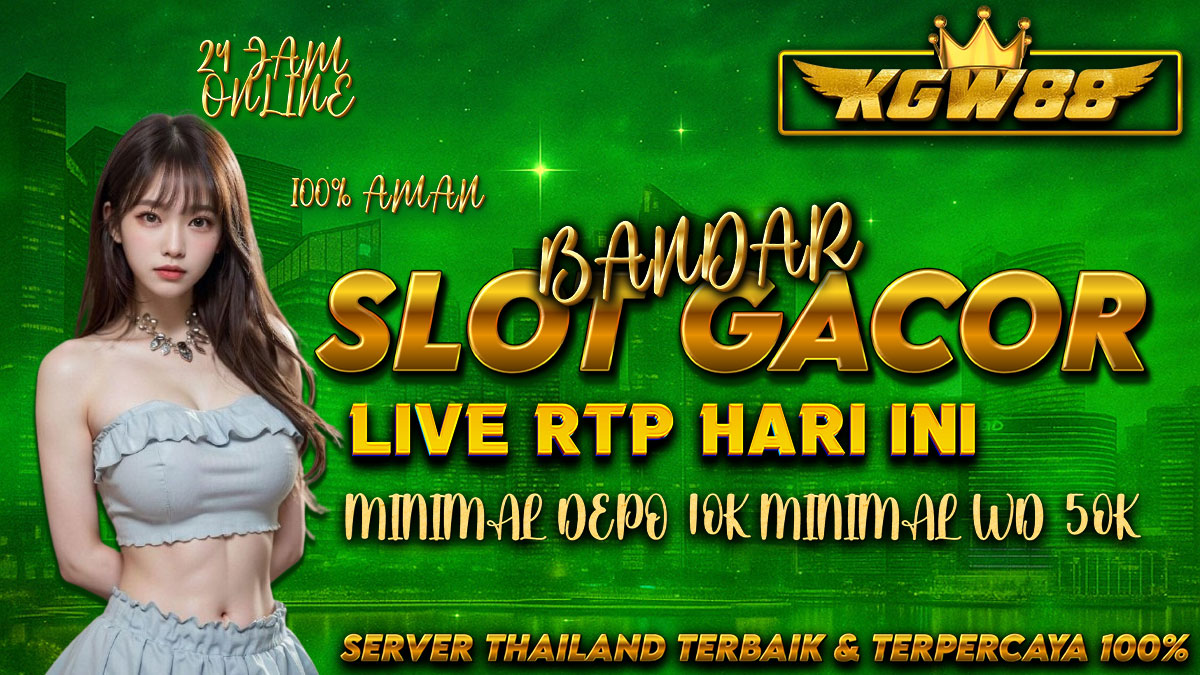 24 JAM
ONLINE
KGW88
100% AMAN
BANDAR
SLOT GACOR
LIVE RTP HARI INI
MINIMAL DEPO 10K MINIMAL WD 50K
SERVER THAILAND TERBAIK & TERPERCAYA 100%